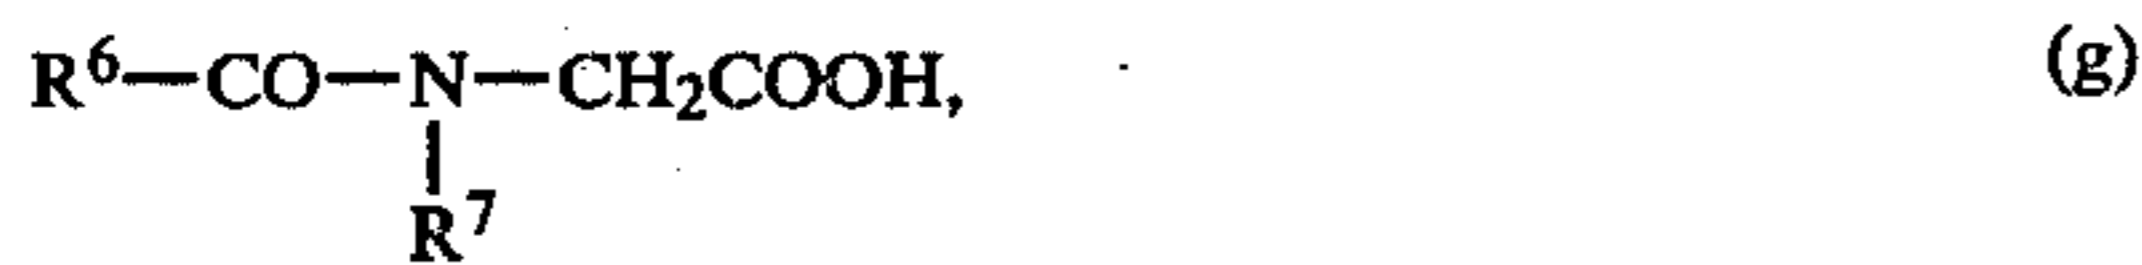 R⁶—CO—N—CH₂COOH, (g)
R⁷